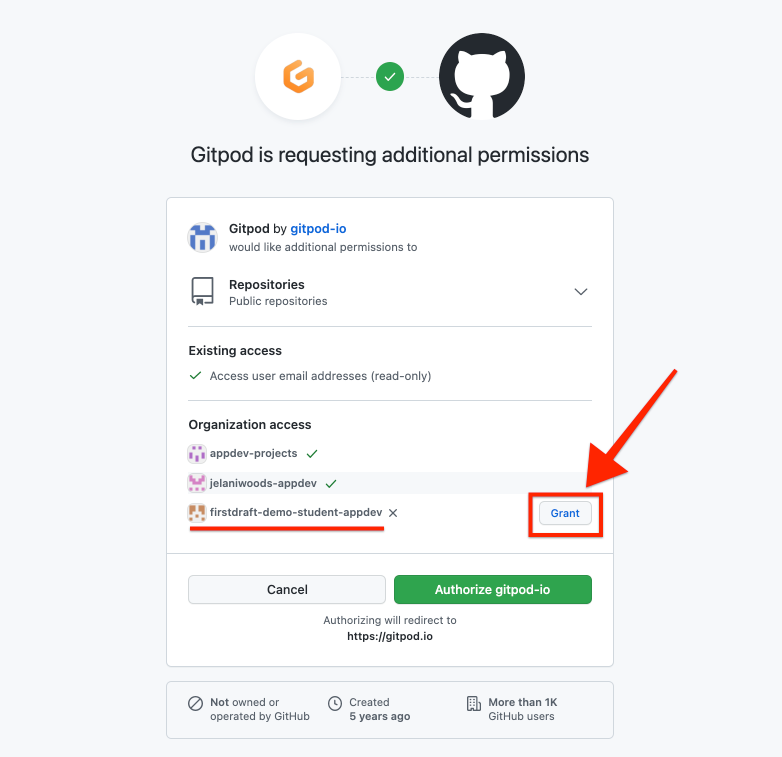 Gitpod is requesting additional permissions
Gitpod by gitpod-io
would like additional permissions to
Repositories
Public repositories
Existing access
Access user email addresses (read-only)
Organization access
appdev-projects
jelaniwoods-appdev
firstdraft-demo-student-appdev
Grant
Cancel
Authorize gitpod-io
Authorizing will redirect to
https://gitpod.io
Not owned or
operated by GitHub
Created
5 years ago
More than 1K
GitHub users